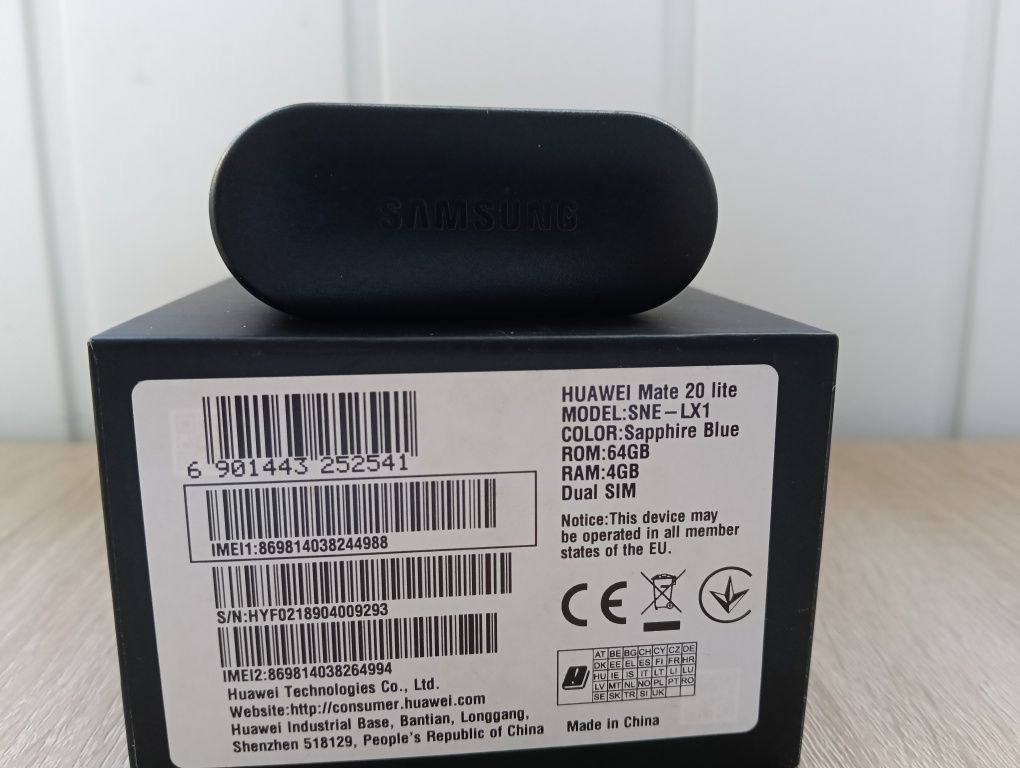 SAMSUNG
6 901443 252541
IMEI1:869814038244988
S/N:HYF0218904009293
IMEI2:869814038264994
Huawei Technologies Co., Ltd.
Website:http://consumer.huawei.com
Huawei Industrial Base, Bantian, Longgang,
Shenzhen 518129, People's Republic of China
HUAWEI Mate 20 lite
MODEL:SNE-LX1
COLOR:Sapphire Blue
ROM:64GB
RAM:4GB
Dual SIM
Notice:This device may
be operated in all member
states of the EU.
CE
AT BE BG CH CY CZ DE
DK EE EL ES FI FR HR
HU IE IS IT LI LT LU
LV MT NL NO PL PT RO
SE SK TR SI UK
Made in China